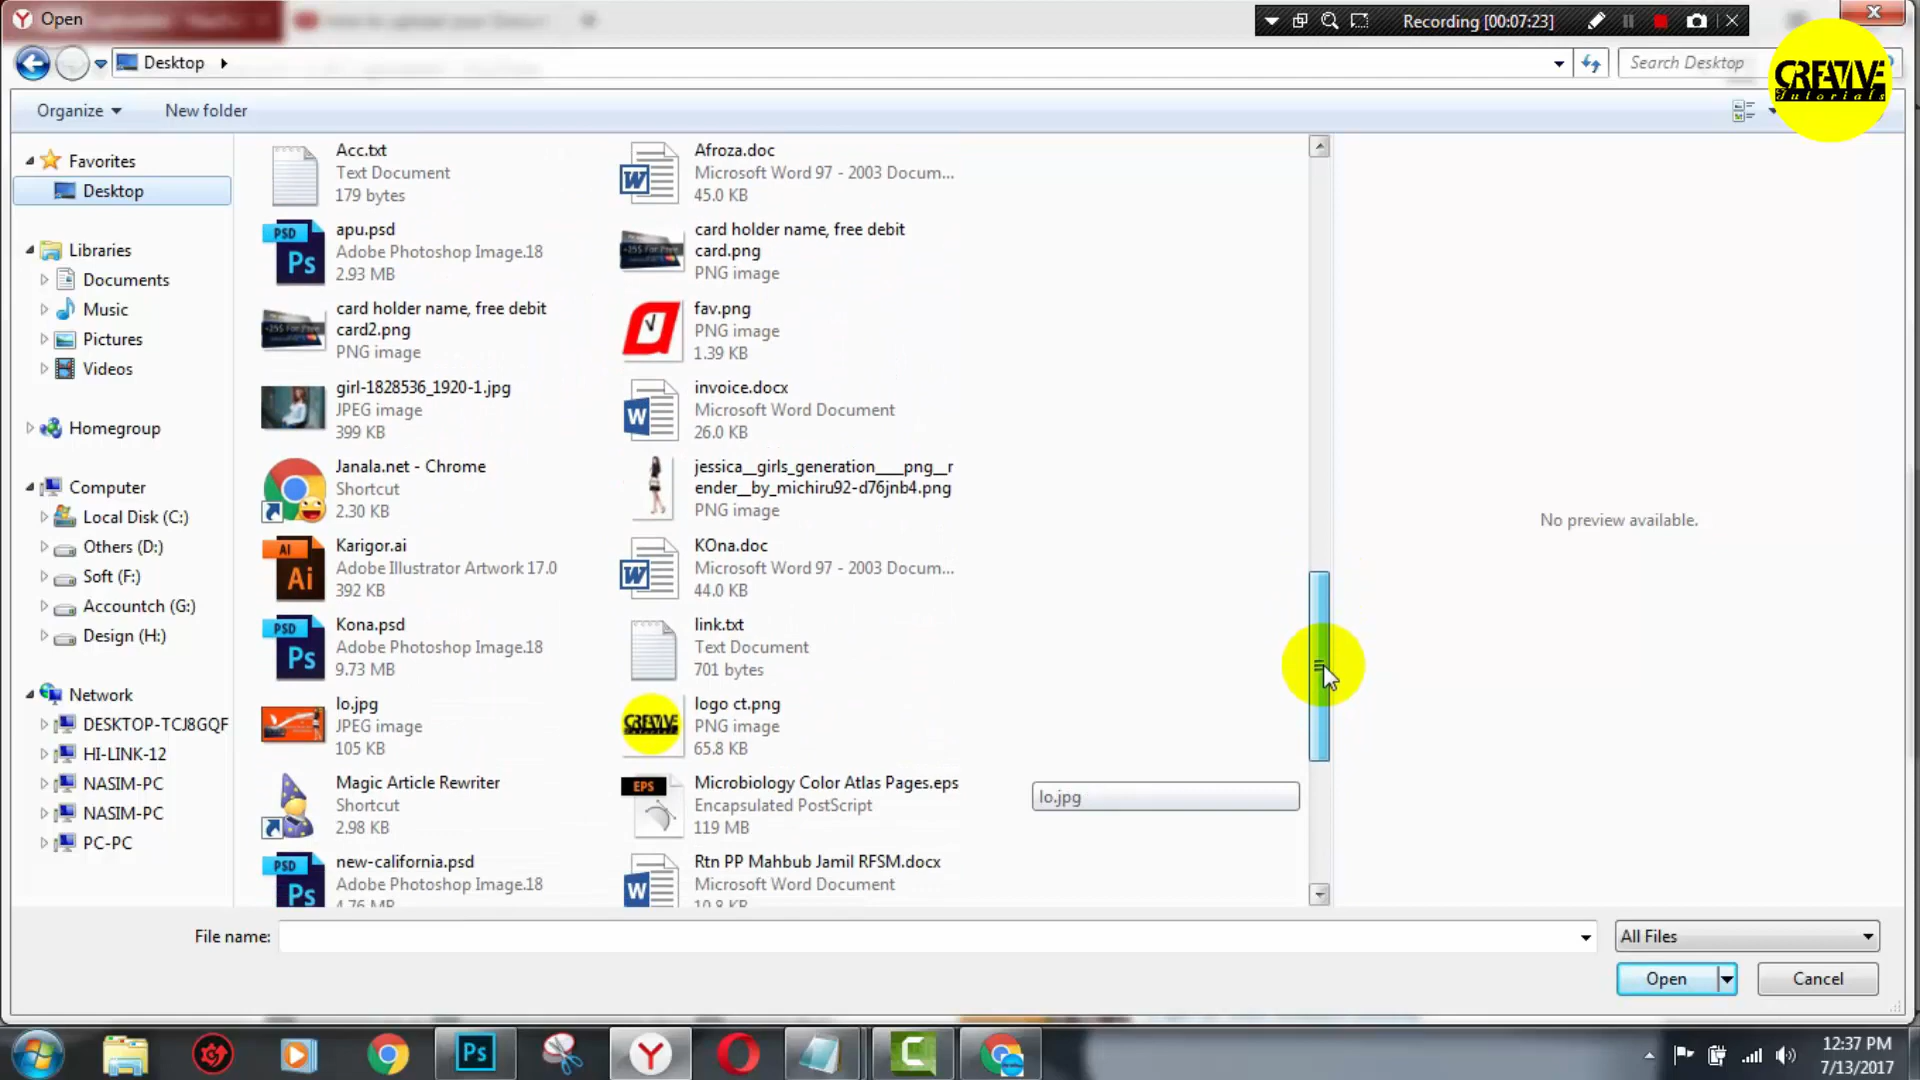 Open
Recording [00:07:23]
Desktop
Search Desktop
CREATIVE
Tutorials
Organize
New folder
Favorites
Desktop
Libraries
Documents
Music
Pictures
Videos
Homegroup
Computer
Local Disk (C:)
Others (D:)
Soft (F:)
Accountch (G:)
Design (H:)
Network
DESKTOP-TCJ8GQF
HI-LINK-12
NASIM-PC
NASIM-PC
PC-PC
Acc.txt
Text Document
179 bytes
Afroza.doc
Microsoft Word 97 - 2003 Docum...
45.0 KB
apu.psd
Adobe Photoshop Image.18
2.93 MB
card holder name, free debit
card.png
PNG image
card holder name, free debit
card2.png
PNG image
fav.png
PNG image
1.39 KB
girl-1828536_1920-1.jpg
JPEG image
399 KB
invoice.docx
Microsoft Word Document
26.0 KB
Janala.net - Chrome
Shortcut
2.30 KB
jessica__girls_generation____png__r
ender__by_michiru92-d76jnb4.png
PNG image
Karigor.ai
Adobe Illustrator Artwork 17.0
392 KB
KOna.doc
Microsoft Word 97 - 2003 Docum...
44.0 KB
Kona.psd
Adobe Photoshop Image.18
9.73 MB
link.txt
Text Document
701 bytes
lo.jpg
JPEG image
105 KB
logo ct.png
PNG image
65.8 KB
Magic Article Rewriter
Shortcut
2.98 KB
Microbiology Color Atlas Pages.eps
Encapsulated PostScript
119 MB
new-california.psd
Adobe Photoshop Image.18
4.76 MB
Rtn PP Mahbub Jamil RFSM.docx
Microsoft Word Document
10.8 KB
lo.jpg
No preview available.
File name:
All Files
Open
Cancel
12:37 PM
7/13/2017